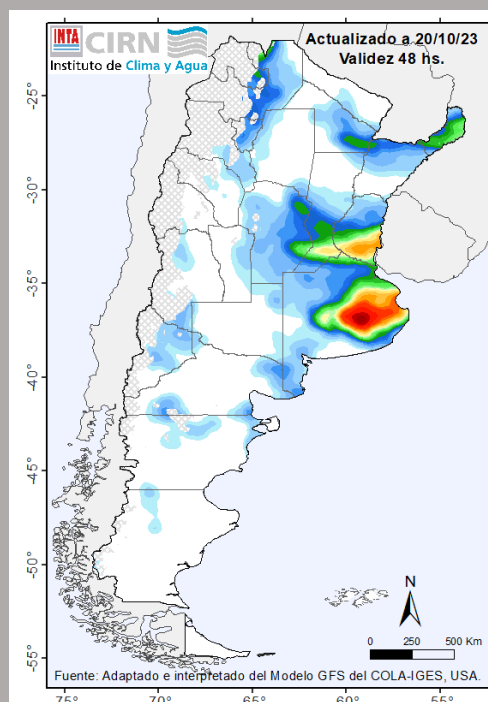 INTA CIRN
Instituto de Clima y Agua
Actualizado a 20/10/23
Validez 48 hs.
-25°
-30°
-35°
-40°
-45°
-50°
-55°
N
0 250 500 Km
Fuente: Adaptado e interpretado del Modelo GFS del COLA-IGES, USA.
-75° -70° -65° -60° -55°